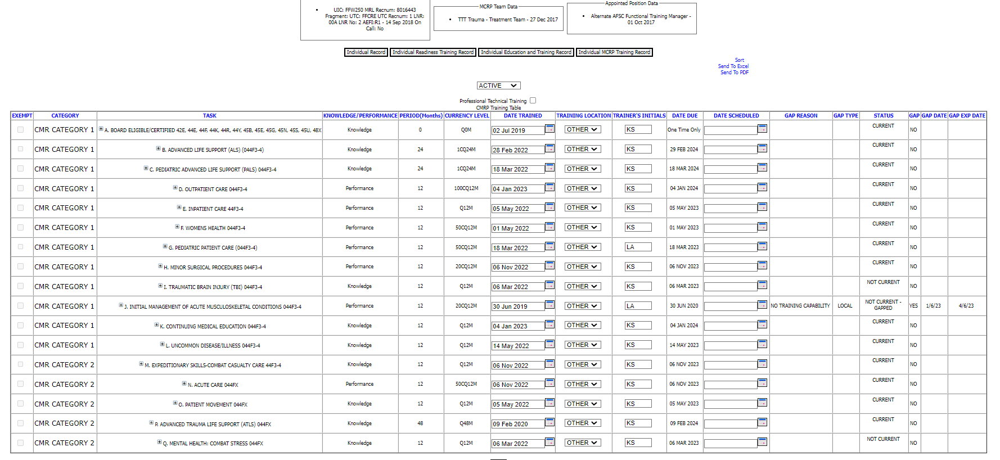 UIC: FFW250 MRL Recnum: 8016443
Fragment: UTC: FFCRE UTC Recnum: 1 LNR:
00A LNR No: 2 AEFI:R1 - 14 Sep 2018 On
Call: No
MCRP Team Data
TTT Trauma - Treatment Team - 27 Dec 2017
Appointed Position Data
Alternate AFSC Functional Training Manager -
01 Oct 2017
Individual Record Individual Readiness Training Record Individual Education and Training Record Individual MCRP Training Record
Sort
Send To Excel
Send To PDF
ACTIVE
Professional Technical Training
CMRP Training Table
EXEMPT CATEGORY TASK KNOWLEDGE/PERFORMANCE PERIOD(Months) CURRENCY LEVEL DATE TRAINED TRAINING LOCATION TRAINER'S INITIALS DATE DUE DATE SCHEDULED GAP REASON GAP TYPE STATUS GAP GAP DATE GAP EXP DATE
CMR CATEGORY 1 A. BOARD ELIGIBLE/CERTIFIED 42E, 44E, 44F, 44K, 44R, 44Y, 45B, 45E, 45G, 45N, 45S, 45U, 48X Knowledge 0 Q0M 02 Jul 2019 OTHER KS One Time Only CURRENT NO
CMR CATEGORY 1 B. ADVANCED LIFE SUPPORT (ALS) (044F3-4) Knowledge 24 1CQ24M 28 Feb 2022 OTHER KS 29 FEB 2024 CURRENT NO
CMR CATEGORY 1 C. PEDIATRIC ADVANCED LIFE SUPPORT (PALS) 044F3-4 Knowledge 24 1CQ24M 18 Mar 2022 OTHER KS 18 MAR 2024 CURRENT NO
CMR CATEGORY 1 D. OUTPATIENT CARE 044F3-4 Performance 12 100CQ12M 04 Jan 2023 OTHER KS 04 JAN 2024 CURRENT NO
CMR CATEGORY 1 E. INPATIENT CARE 44F3-4 Performance 12 Q12M 05 May 2022 OTHER KS 05 MAY 2023 CURRENT NO
CMR CATEGORY 1 F. WOMENS HEALTH 044F3-4 Performance 12 50CQ12M 01 May 2022 OTHER KS 01 MAY 2023 CURRENT NO
CMR CATEGORY 1 G. PEDIATRIC PATIENT CARE (044F3-4) Performance 12 50CQ12M 18 Mar 2022 OTHER LA 18 MAR 2023 CURRENT NO
CMR CATEGORY 1 H. MINOR SURGICAL PROCEDURES 044F3-4 Performance 12 20CQ12M 06 Nov 2022 OTHER KS 06 NOV 2023 CURRENT NO
CMR CATEGORY 1 I. TRAUMATIC BRAIN INJURY (TBI) 044F3-4 Knowledge 12 Q12M 06 Mar 2022 OTHER KS 06 MAR 2023 NOT CURRENT NO
CMR CATEGORY 1 J. INITIAL MANAGEMENT OF ACUTE MUSCULOSKELETAL CONDITIONS 044F3-4 Performance 12 20CQ12M 30 Jun 2019 OTHER LA 30 JUN 2020 NO TRAINING CAPABILITY LOCAL NOT CURRENT - GAPPED YES 1/6/23 4/6/23
CMR CATEGORY 1 K. CONTINUING MEDICAL EDUCATION 044F3-4 Knowledge 12 Q12M 04 Jan 2023 OTHER KS 04 JAN 2024 CURRENT NO
CMR CATEGORY 1 L. UNCOMMON DISEASE/ILLNESS 044F3-4 Knowledge 12 Q12M 14 May 2022 OTHER KS 14 MAY 2023 CURRENT NO
CMR CATEGORY 2 M. EXPEDITIONARY SKILLS-COMBAT CASUALTY CARE 44F3-4 Knowledge 12 Q12M 06 Nov 2022 OTHER KS 06 NOV 2023 CURRENT NO
CMR CATEGORY 2 N. ACUTE CARE 044FX Performance 12 50CQ12M 06 Nov 2022 OTHER KS 06 NOV 2023 CURRENT NO
CMR CATEGORY 2 O. PATIENT MOVEMENT 044FX Knowledge 12 Q12M 05 May 2022 OTHER KS 05 MAY 2023 CURRENT NO
CMR CATEGORY 2 P. ADVANCED TRAUMA LIFE SUPPORT (ATLS) 044FX Knowledge 48 Q48M 09 Feb 2020 OTHER KS 09 FEB 2024 CURRENT NO
CMR CATEGORY 2 Q. MENTAL HEALTH: COMBAT STRESS 044FX Knowledge 12 Q12M 06 Mar 2022 OTHER KS 06 MAR 2023 NOT CURRENT NO